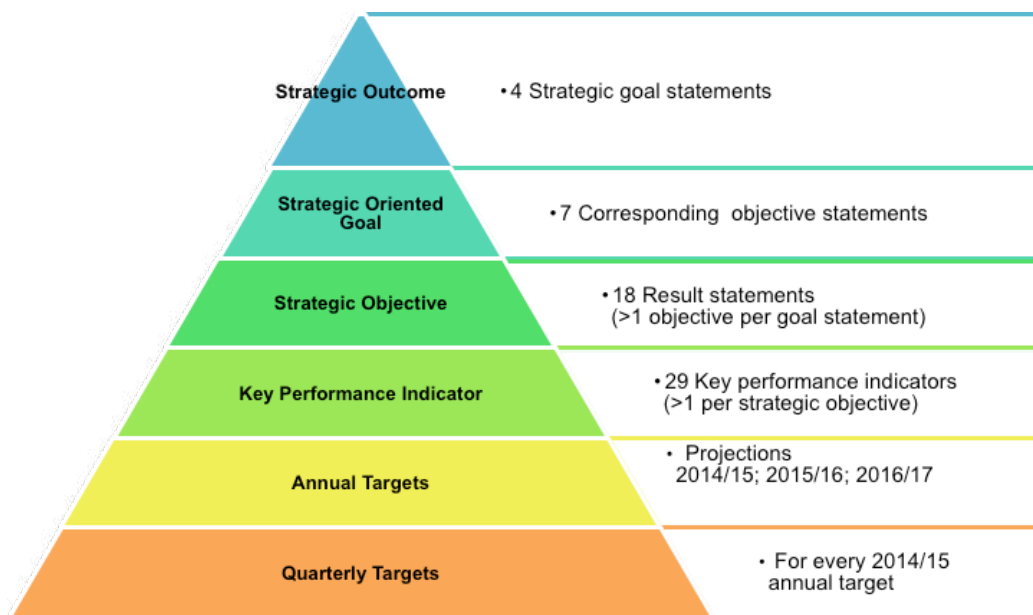 Strategic Outcome
• 4 Strategic goal statements
Strategic Oriented
Goal
• 7 Corresponding objective statements
Strategic Objective
• 18 Result statements
(>1 objective per goal statement)
Key Performance Indicator
• 29 Key performance indicators
(>1 per strategic objective)
Annual Targets
• Projections
2014/15; 2015/16; 2016/17
Quarterly Targets
• For every 2014/15
annual target